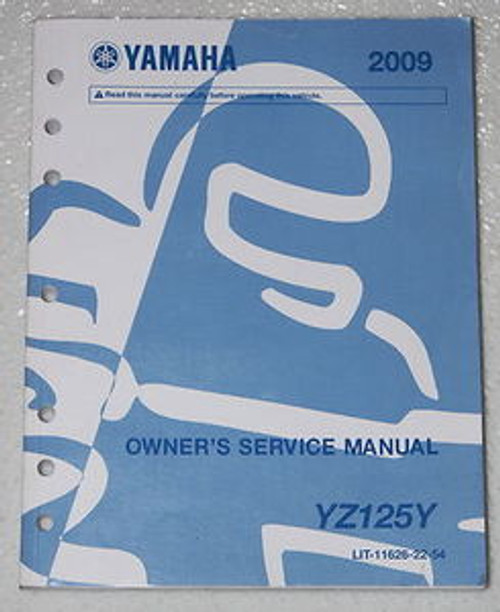 YAMAHA
2009
Read this manual carefully before operating this vehicle.
OWNER'S SERVICE MANUAL
YZ125Y
LIT-11626-22-54